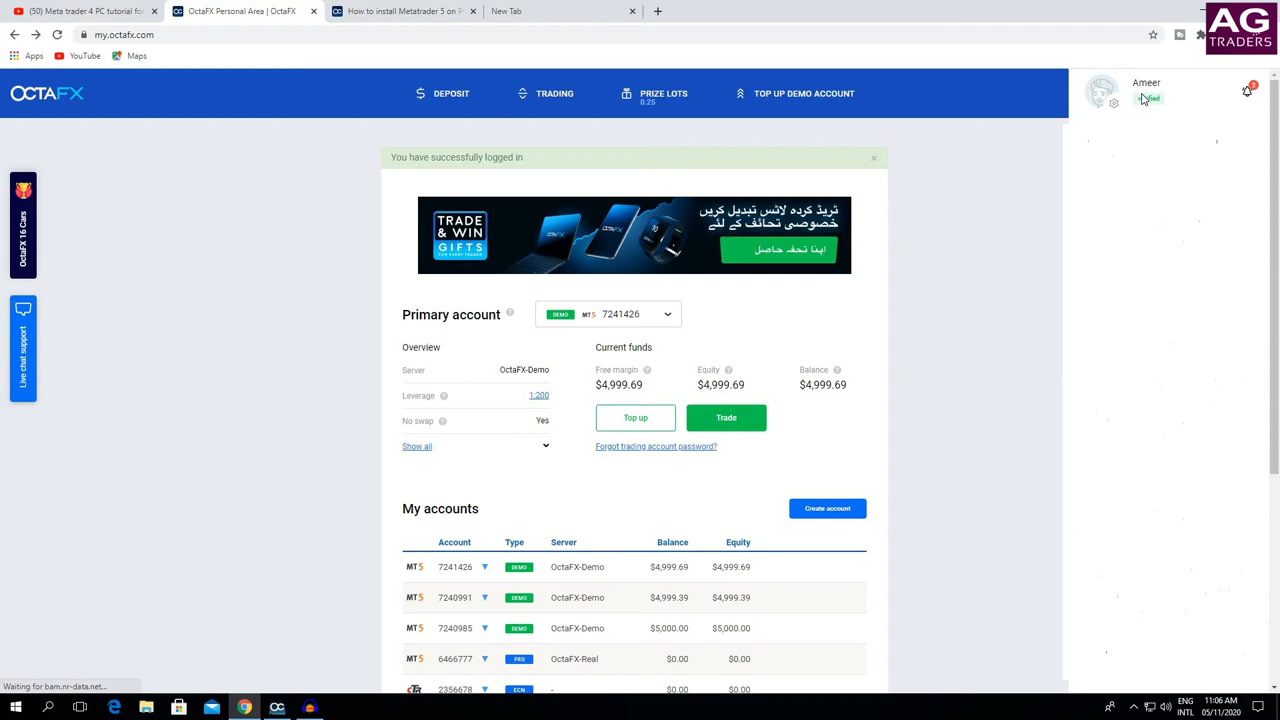 (50) Meta trader 4 PC tutorial for
OctaFX Personal Area | OctaFX
How to install Metatrader 5 on P
New Tab
my.octafx.com
Apps
YouTube
Maps
AG
TRADERS
OCTAFX
DEPOSIT
TRADING
PRIZE LOTS
0.25
TOP UP DEMO ACCOUNT
Ameer
2
You have successfully logged in
OctaFX 16 Cars
Live chat support
TRADE
& WIN
GIFTS
FOR EVERY TRADER
OCTAFX
ٹریڈ کردہ لاٹس تبدیل کریں
خصوصی تحائف کے لئے
اپنا تحفہ حاصل
Primary account
DEMO MT5 7241426
Overview
Current funds
Server OctaFX-Demo
Free margin Equity Balance
$4,999.69 $4,999.69 $4,999.69
Leverage 1:200
No swap Yes
Top up
Trade
Show all
Forgot trading account password?
My accounts
Create account
Account Type Server Balance Equity
MT5 7241426 DEMO OctaFX-Demo $4,999.69 $4,999.69
MT5 7240991 DEMO OctaFX-Demo $4,999.39 $4,999.39
MT5 7240985 DEMO OctaFX-Demo $5,000.00 $5,000.00
MT5 6466777 PRO OctaFX-Real $0.00 $0.00
cTr 2356678 ECN - $0.00 $0.00
Waiting for bam.nr-data.net...
ENG
INTL
11:06 AM
05/11/2020